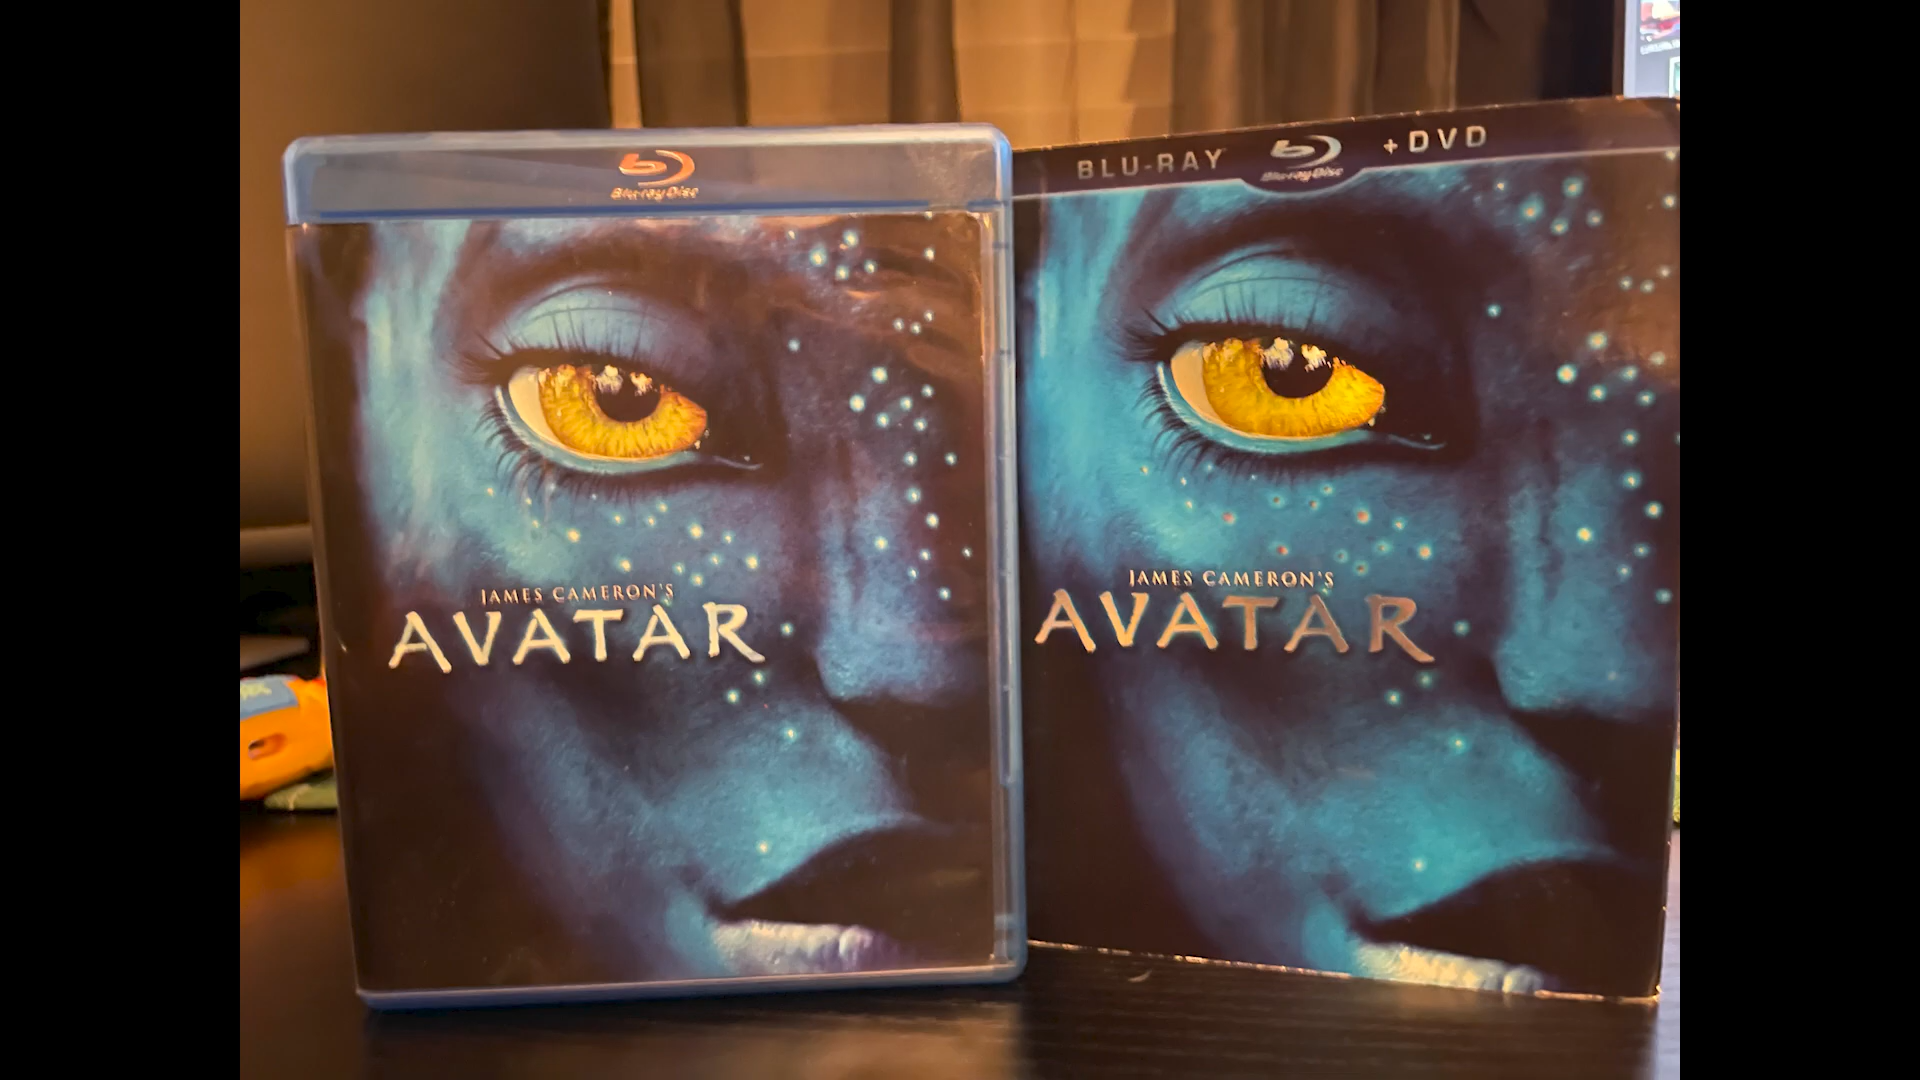 Blu-ray Disc
JAMES CAMERON'S
AVATAR
BLU-RAY
Blu-ray Disc
+DVD
JAMES CAMERON'S
AVATAR